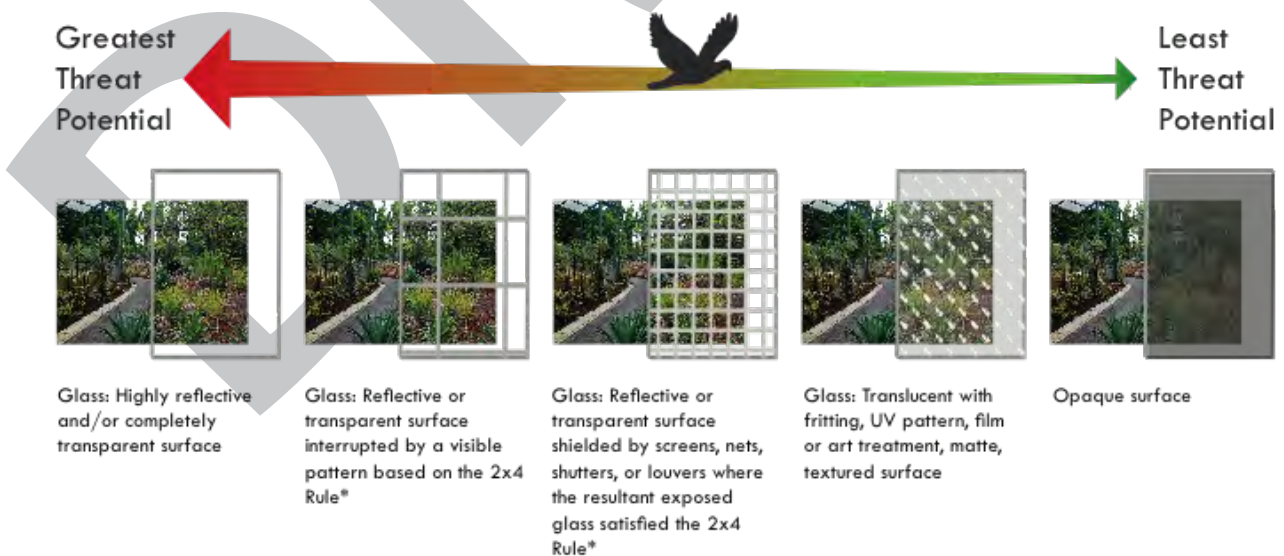 Greatest
Threat
Potential
Least
Threat
Potential
Glass: Highly reflective
and/or completely
transparent surface
Glass: Reflective or
transparent surface
interrupted by a visible
pattern based on the 2x4
Rule*
Glass: Reflective or
transparent surface
shielded by screens, nets,
shutters, or louvers where
the resultant exposed
glass satisfied the 2x4
Rule*
Glass: Translucent with
fritting, UV pattern, film
or art treatment, matte,
textured surface
Opaque surface